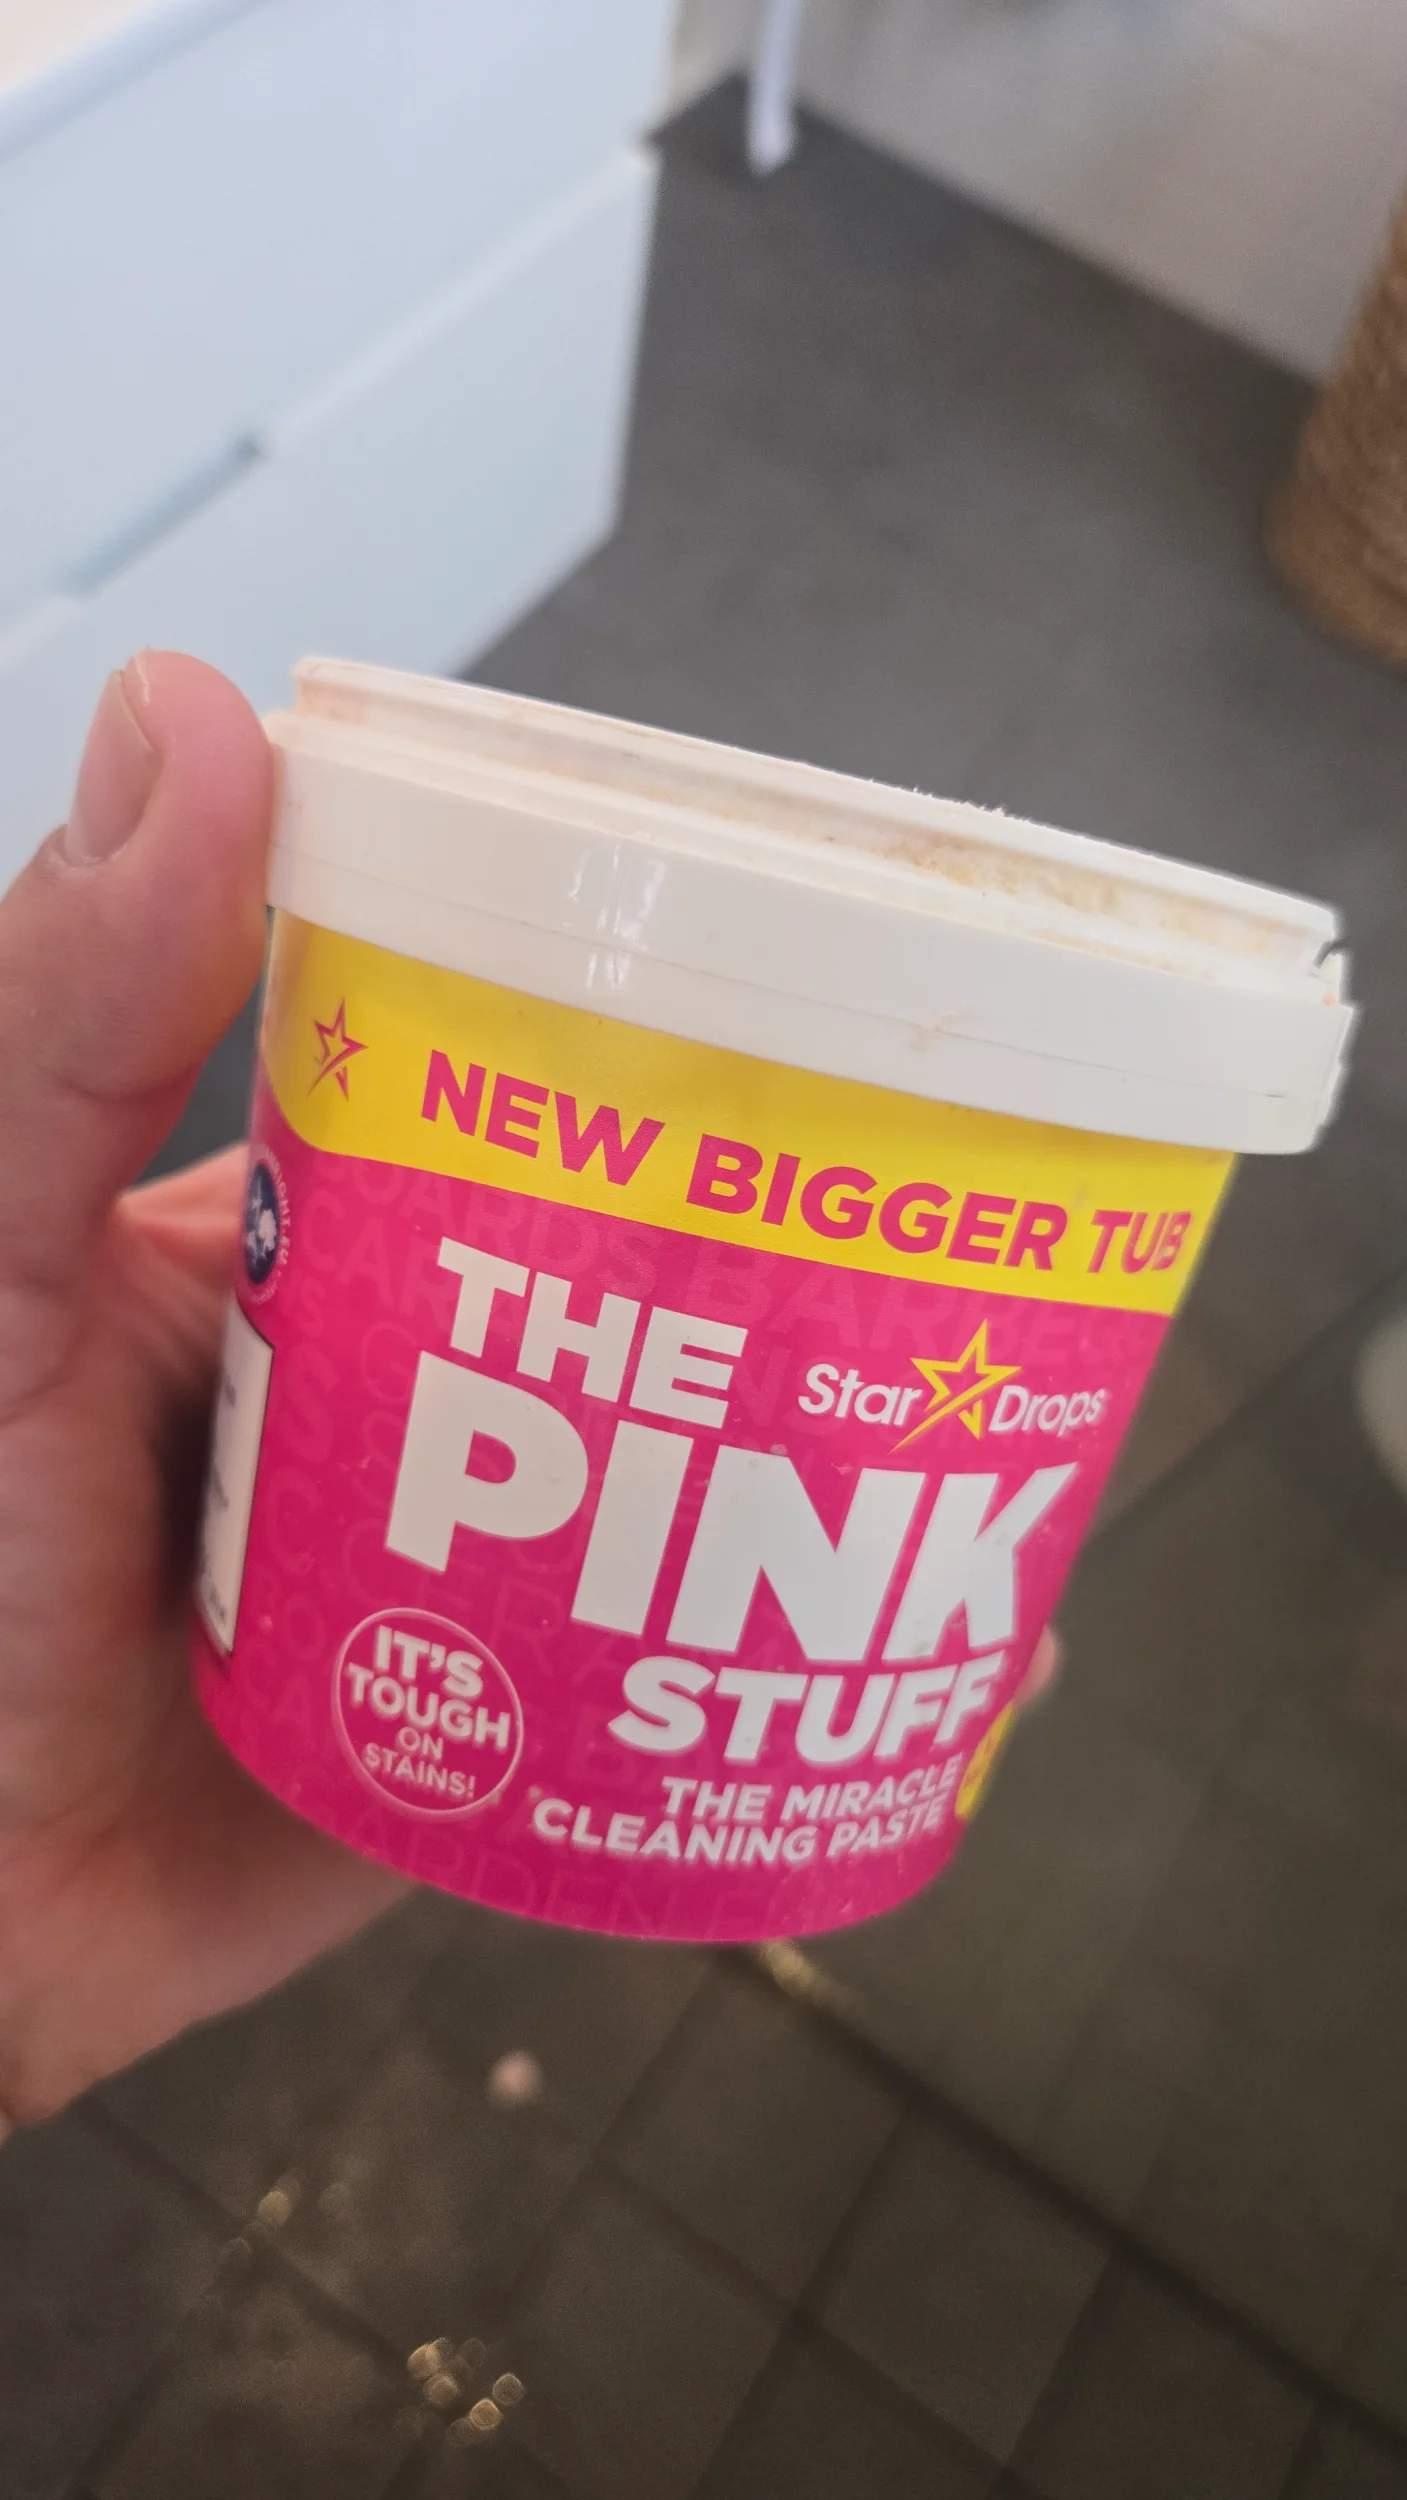 NEW BIGGER TUB
THE
Star Drops
PINK
STUFF
IT'S
TOUGH
ON
STAINS!
THE MIRACLE
CLEANING PASTE